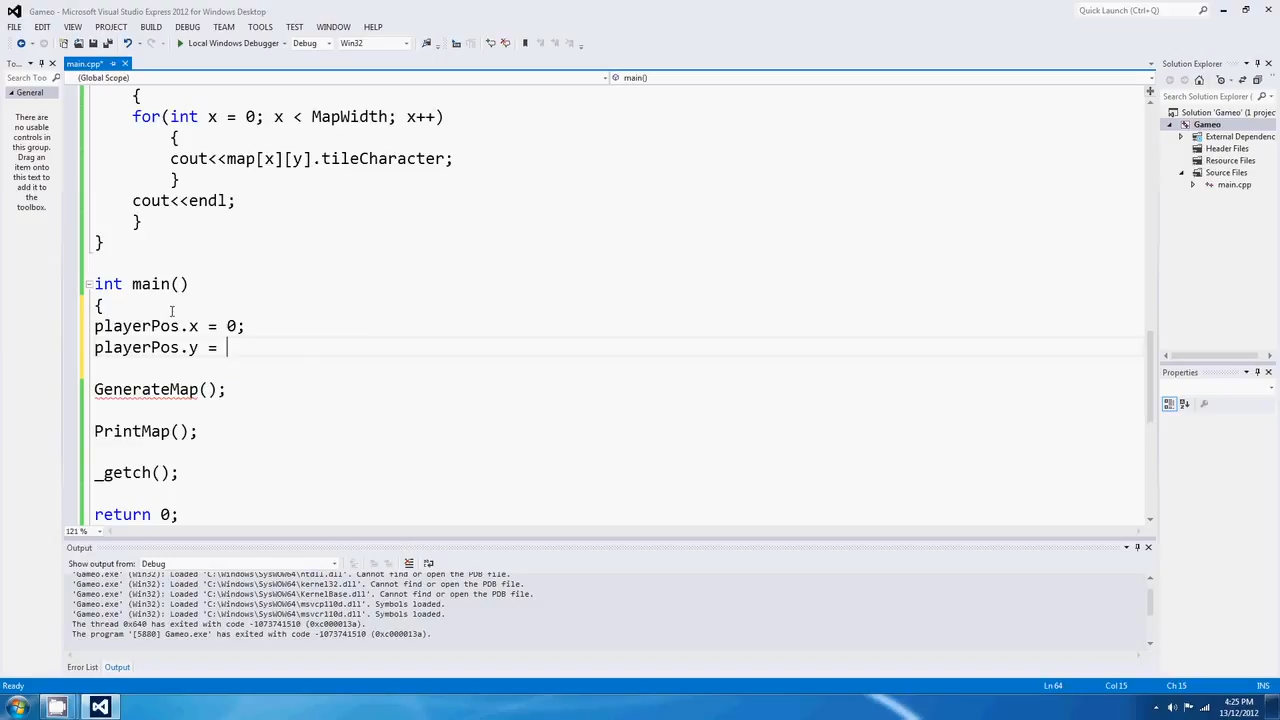 Gameo - Microsoft Visual Studio Express 2012 for Windows Desktop
Quick Launch (Ctrl+Q)
FILE EDIT VIEW PROJECT BUILD DEBUG TEAM TOOLS TEST WINDOW HELP
Local Windows Debugger Debug Win32
To...
main.cpp*
Solution Explorer
Search Too
(Global Scope)
main()
General
There are
no usable
controls in
this group.
Drag an
item onto
this text to
add it to
the
toolbox.
{
for(int x = 0; x < MapWidth; x++)
{
cout<<map[x][y].tileCharacter;
}
cout<<endl;
}
}
int main()
{
playerPos.x = 0;
playerPos.y =
GenerateMap();
PrintMap();
_getch();
return 0;
121 %
Search Solution Explorer (
Solution 'Gameo' (1 projec
Gameo
External Dependenc
Header Files
Resource Files
Source Files
main.cpp
Properties
Output
Show output from: Debug
'Gameo.exe' (Win32): Loaded 'C:\Windows\SysWOW64\ntdll.dll'. Cannot find or open the PDB file.
'Gameo.exe' (Win32): Loaded 'C:\Windows\SysWOW64\kernel32.dll'. Cannot find or open the PDB file.
'Gameo.exe' (Win32): Loaded 'C:\Windows\SysWOW64\KernelBase.dll'. Cannot find or open the PDB file.
'Gameo.exe' (Win32): Loaded 'C:\Windows\SysWOW64\msvcp110d.dll'. Symbols loaded.
'Gameo.exe' (Win32): Loaded 'C:\Windows\SysWOW64\msvcr110d.dll'. Symbols loaded.
The thread 0x640 has exited with code -1073741510 (0xc000013a).
The program '[5880] Gameo.exe' has exited with code -1073741510 (0xc000013a).
Error List Output
Ready
Ln 64 Col 15 Ch 15 INS
4:25 PM
13/12/2012